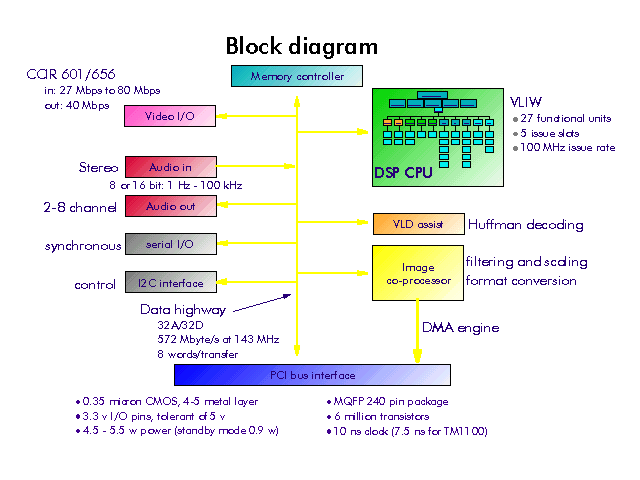 Block diagram
CCIR 601/656
in: 27 Mbps to 80 Mbps
out: 40 Mbps
Memory controller
Video I/O
VLIW
27 functional units
5 issue slots
100 MHz issue rate
DSP CPU
Stereo
Audio in
8 or 16 bit: 1 Hz - 100 kHz
2-8 channel
Audio out
VLD assist
Huffman decoding
synchronous
serial I/O
control
I2C interface
Image
co-processor
filtering and scaling
format conversion
Data highway
32A/32D
572 Mbyte/s at 143 MHz
8 words/transfer
DMA engine
PCI bus interface
• 0.35 micron CMOS, 4-5 metal layer
• 3.3 v I/O pins, tolerant of 5 v
• 4.5 - 5.5 w power (standby mode 0.9 w)
• MQFP 240 pin package
• 6 million transistors
• 10 ns clock (7.5 ns for TM1100)